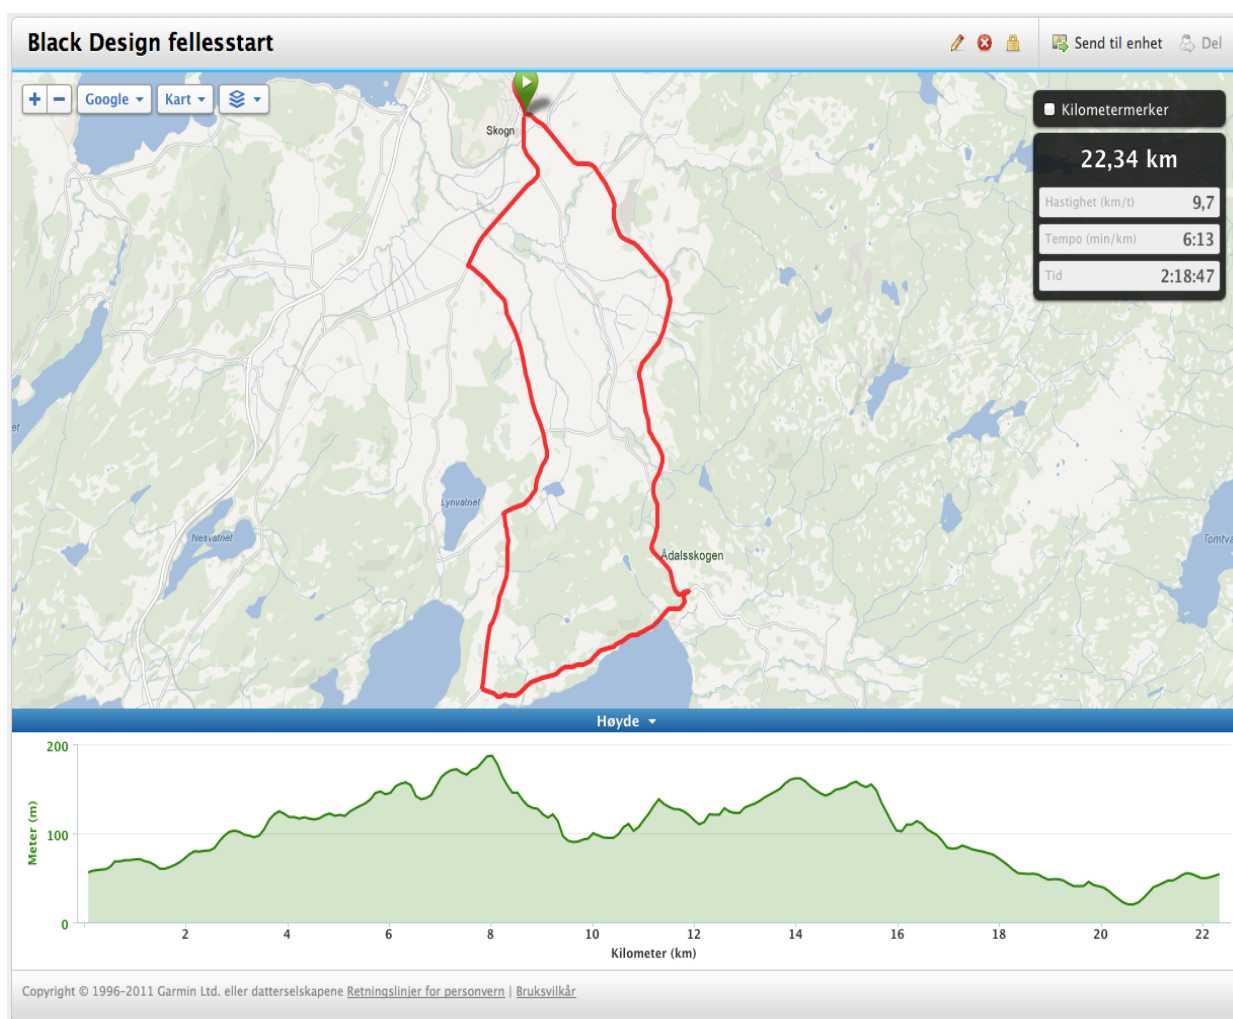 Black Design fellesstart
Send til enhet
Del
Google
Kart
Kilometermerker
22,34 km
Hastighet (km/t) 9,7
Tempo (min/km) 6:13
Tid 2:18:47
Skogn
Lynvatnet
Nesvatnet
Ådalsskogen
Høyde
200
100
0
Meter (m)
2 4 6 8 10 12 14 16 18 20 22
Kilometer (km)
Copyright © 1996-2011 Garmin Ltd. eller datterselskapene Retningslinjer for personvern | Bruksvilkår